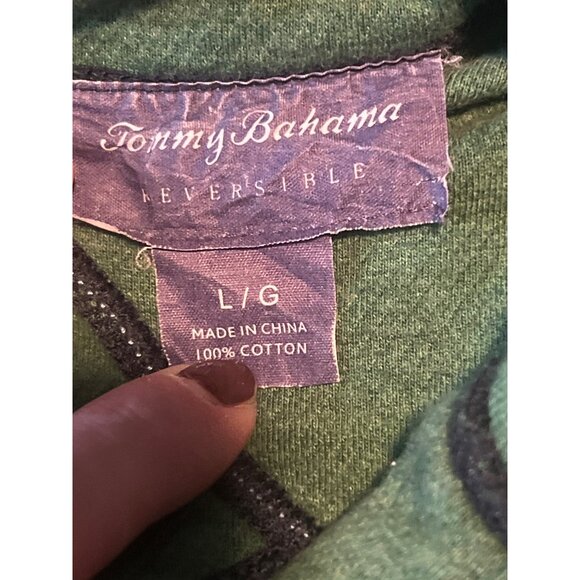 Tommy Bahama
REVERSIBLE
L / G
MADE IN CHINA
100% COTTON